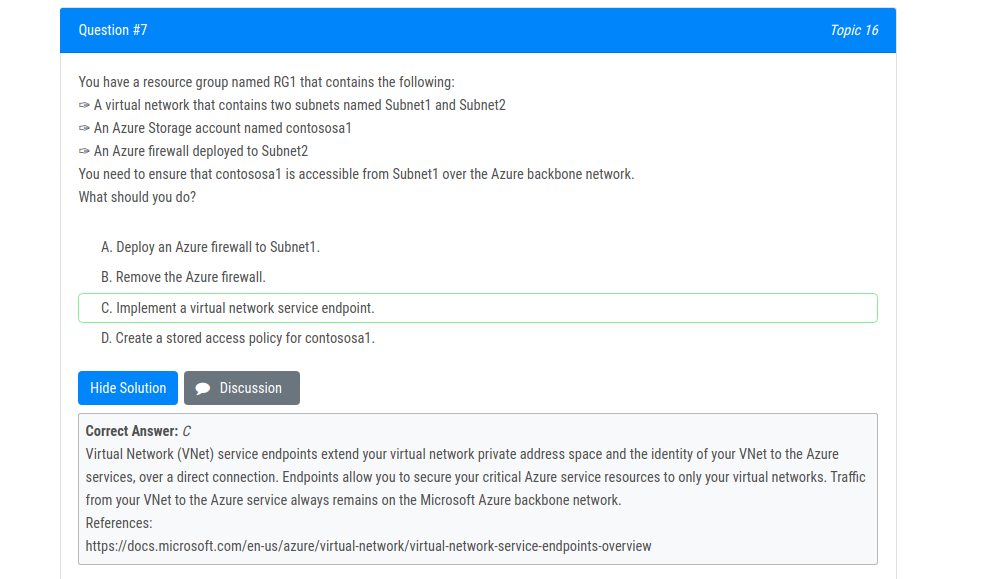 Question #7
Topic 16
You have a resource group named RG1 that contains the following:
✑ A virtual network that contains two subnets named Subnet1 and Subnet2
✑ An Azure Storage account named contososa1
✑ An Azure firewall deployed to Subnet2
You need to ensure that contososa1 is accessible from Subnet1 over the Azure backbone network.
What should you do?
A. Deploy an Azure firewall to Subnet1.
B. Remove the Azure firewall.
C. Implement a virtual network service endpoint.
D. Create a stored access policy for contososa1.
Hide Solution
Discussion
Correct Answer: C
Virtual Network (VNet) service endpoints extend your virtual network private address space and the identity of your VNet to the Azure
services, over a direct connection. Endpoints allow you to secure your critical Azure service resources to only your virtual networks. Traffic
from your VNet to the Azure service always remains on the Microsoft Azure backbone network.
References:
https://docs.microsoft.com/en-us/azure/virtual-network/virtual-network-service-endpoints-overview